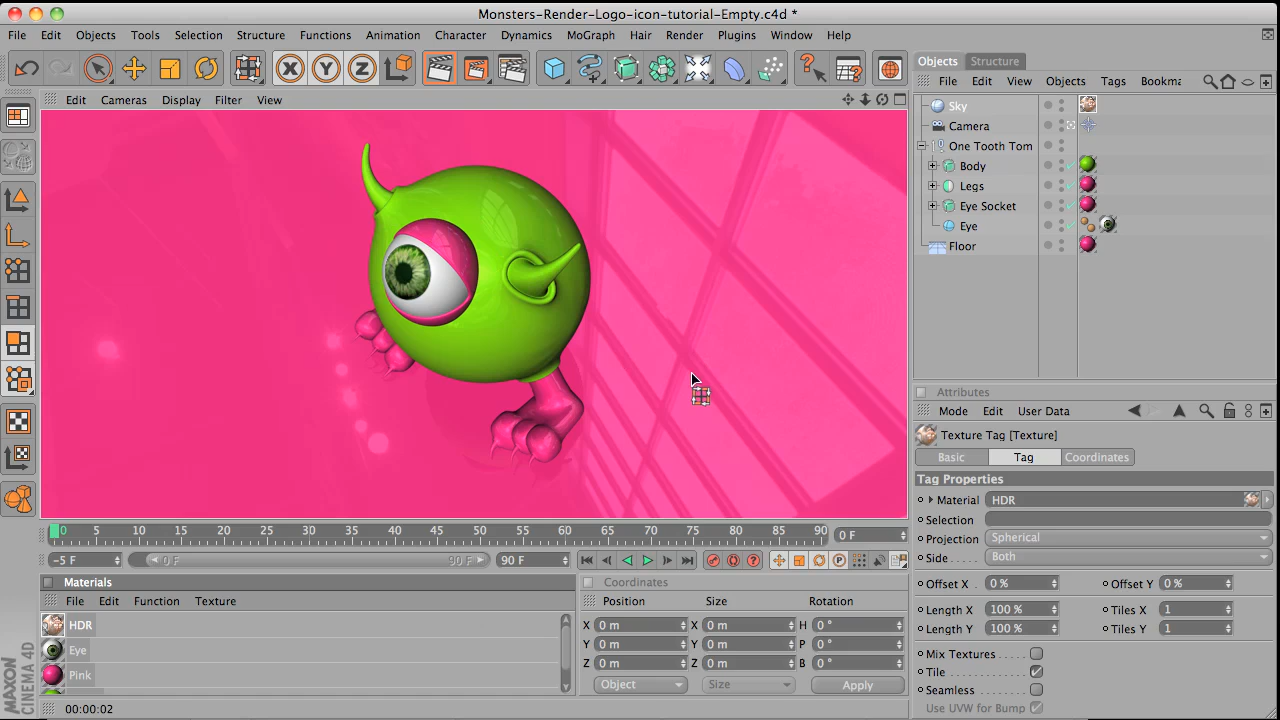 Monsters-Render-Logo-icon-tutorial-Empty.c4d *
File Edit Objects Tools Selection Structure Functions Animation Character Dynamics MoGraph Hair Render Plugins Window Help
X Y Z
Objects Structure
File Edit View Objects Tags Bookma
Edit Cameras Display Filter View
Sky
Camera
One Tooth Tom
Body
Legs
Eye Socket
Eye
Floor
Attributes
Mode Edit User Data
Texture Tag [Texture]
Basic Tag Coordinates
Tag Properties
Material HDR
Selection
Projection Spherical
Side Both
Offset X 0 % Offset Y 0 %
Length X 100 % Tiles X 1
Length Y 100 % Tiles Y 1
Mix Textures
Tile
Seamless
Use UVW for Bump
0 5 10 15 20 25 30 35 40 45 50 55 60 65 70 75 80 85 90 0 F
-5 F 0 F 90 F 90 F
Materials
File Edit Function Texture
HDR
Eye
Pink
Coordinates
Position Size Rotation
X 0 m X 0 m H 0 °
Y 0 m Y 0 m P 0 °
Z 0 m Z 0 m B 0 °
Object Size Apply
00:00:02
MAXON
CINEMA 4D